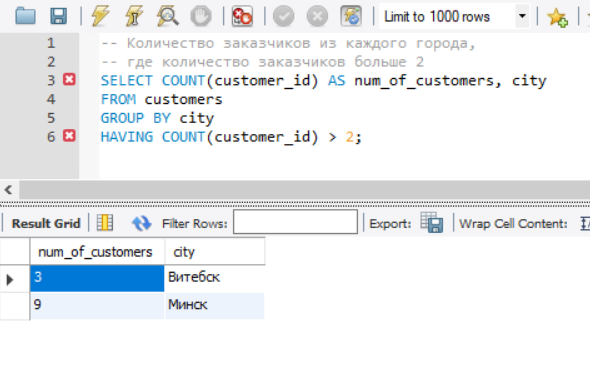 Limit to 1000 rows
1 -- Количество заказчиков из каждого города,
2 -- где количество заказчиков больше 2
3 SELECT COUNT(customer_id) AS num_of_customers, city
4 FROM customers
5 GROUP BY city
6 HAVING COUNT(customer_id) > 2;
Result Grid Filter Rows: Export: Wrap Cell Content:
num_of_customers city
3 Витебск
9 Минск